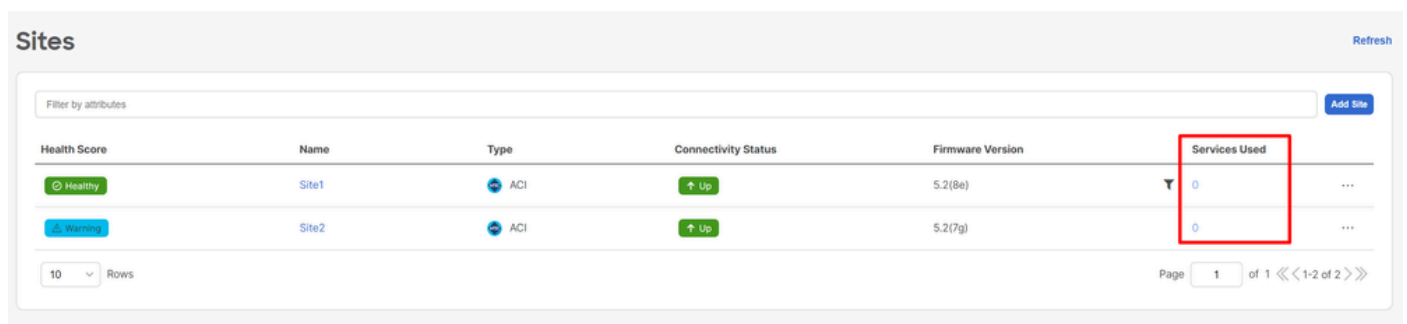 Sites
Refresh
Filter by attributes
Add Site
Health Score Name Type Connectivity Status Firmware Version Services Used
Healthy Site1 ACI Up 5.2(8e) 0 ...
Warning Site2 ACI Up 5.2(7g) 0 ...
10 Rows Page 1 of 1 1-2 of 2